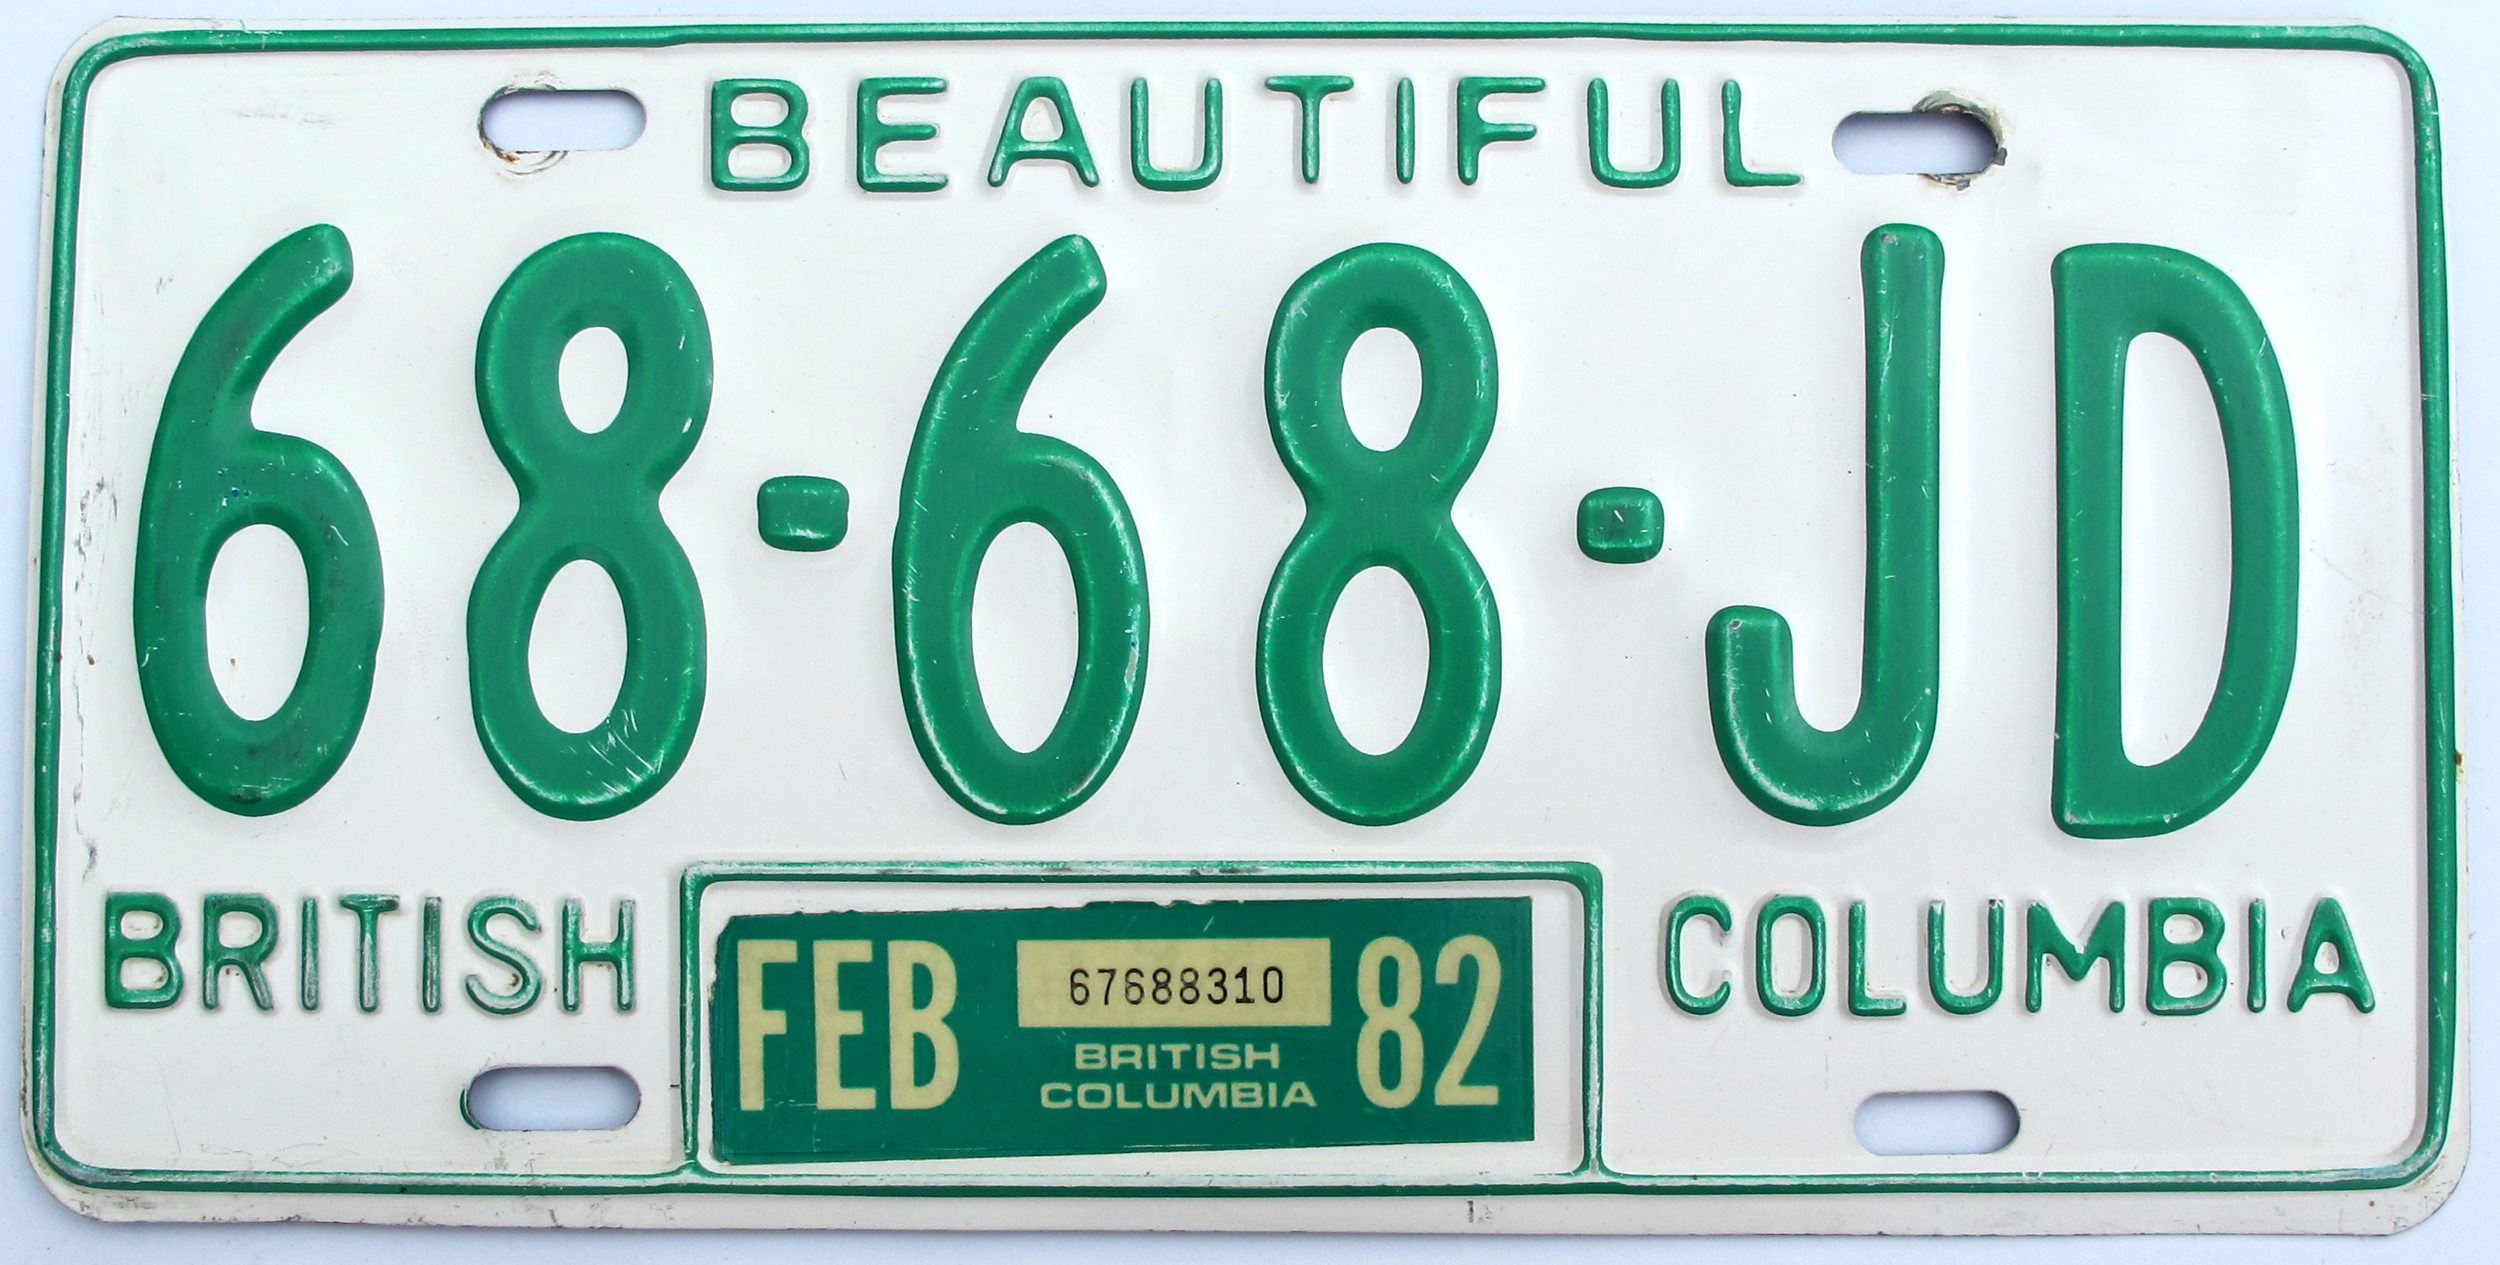 BEAUTIFUL
68-68-JD
BRITISH COLUMBIA
FEB 67688310 82
BRITISH
COLUMBIA